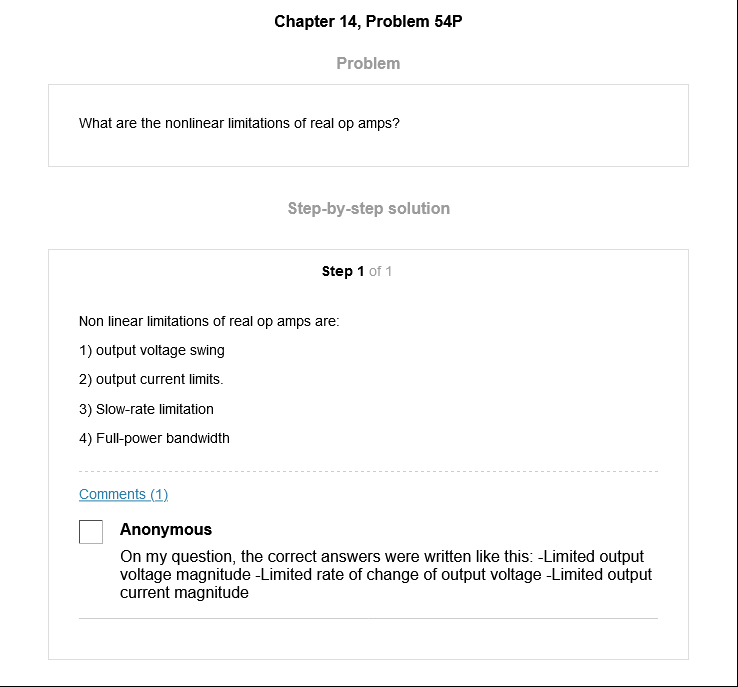 Chapter 14, Problem 54P
Problem
What are the nonlinear limitations of real op amps?
Step-by-step solution
Step 1 of 1
Non linear limitations of real op amps are:
1) output voltage swing
2) output current limits.
3) Slow-rate limitation
4) Full-power bandwidth
Comments (1)
Anonymous
On my question, the correct answers were written like this: -Limited output
voltage magnitude -Limited rate of change of output voltage -Limited output
current magnitude